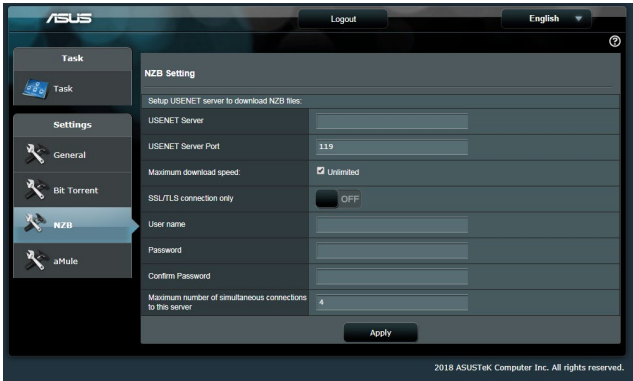 ASUS
Logout
English
Task
Task
Settings
General
Bit Torrent
NZB
aMule
NZB Setting
Setup USENET server to download NZB files:
USENET Server
USENET Server Port
119
Maximum download speed:
Unlimited
SSL/TLS connection only
OFF
User name
Password
Confirm Password
Maximum number of simultaneous connections
to this server
4
Apply
2018 ASUSTeK Computer Inc. All rights reserved.